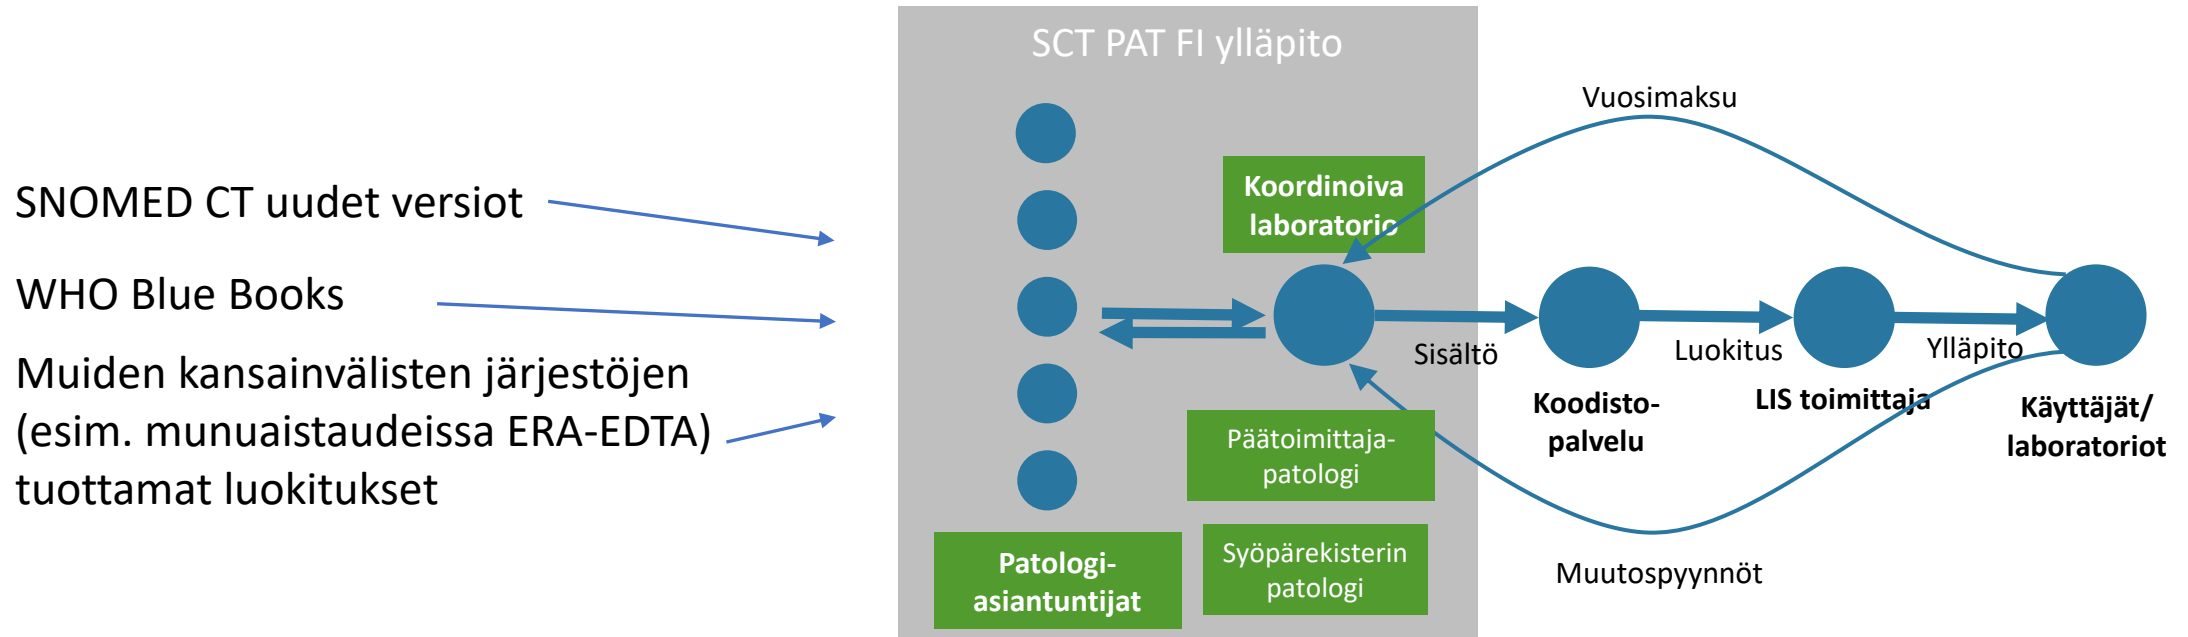 SCT PAT FI ylläpito
SNOMED CT uudet versiot
WHO Blue Books
Muiden kansainvälisten järjestöjen
(esim. munuaistaudeissa ERA-EDTA)
tuottamat luokitukset
Patologi-
asiantuntijat
Koordinoiva
laboratorio
Päätoimittaja-
patologi
Syöpärekisterin
patologi
Vuosimaksu
Sisältö
Koodisto-
palvelu
Luokitus
LIS toimittaja
Ylläpito
Käyttäjät/
laboratoriot
Muutospyynnöt